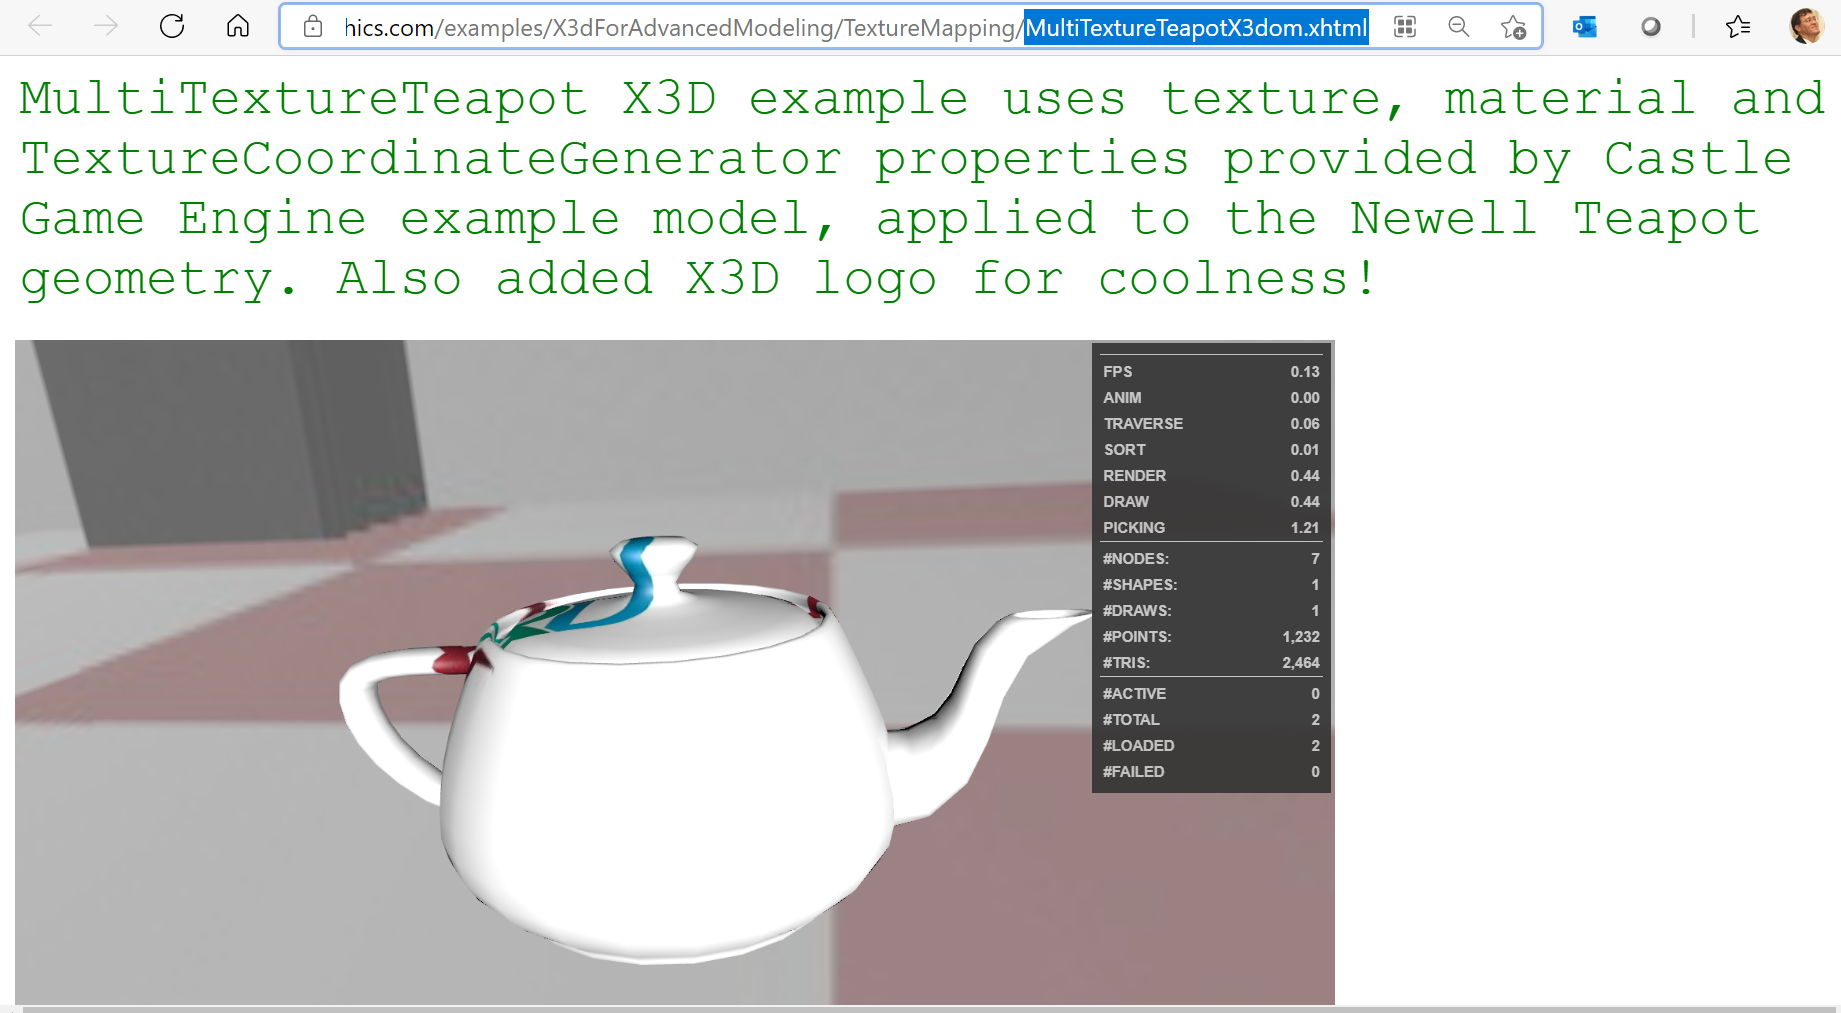 hics.com/examples/X3dForAdvancedModeling/TextureMapping/MultiTextureTeapotX3dom.xhtml
MultiTextureTeapot X3D example uses texture, material and
TextureCoordinateGenerator properties provided by Castle
Game Engine example model, applied to the Newell Teapot
geometry. Also added X3D logo for coolness!
FPS 0.13
ANIM 0.00
TRAVERSE 0.06
SORT 0.01
RENDER 0.44
DRAW 0.44
PICKING 1.21
#NODES: 7
#SHAPES: 1
#DRAWS: 1
#POINTS: 1,232
#TRIS: 2,464
#ACTIVE 0
#TOTAL 2
#LOADED 2
#FAILED 0